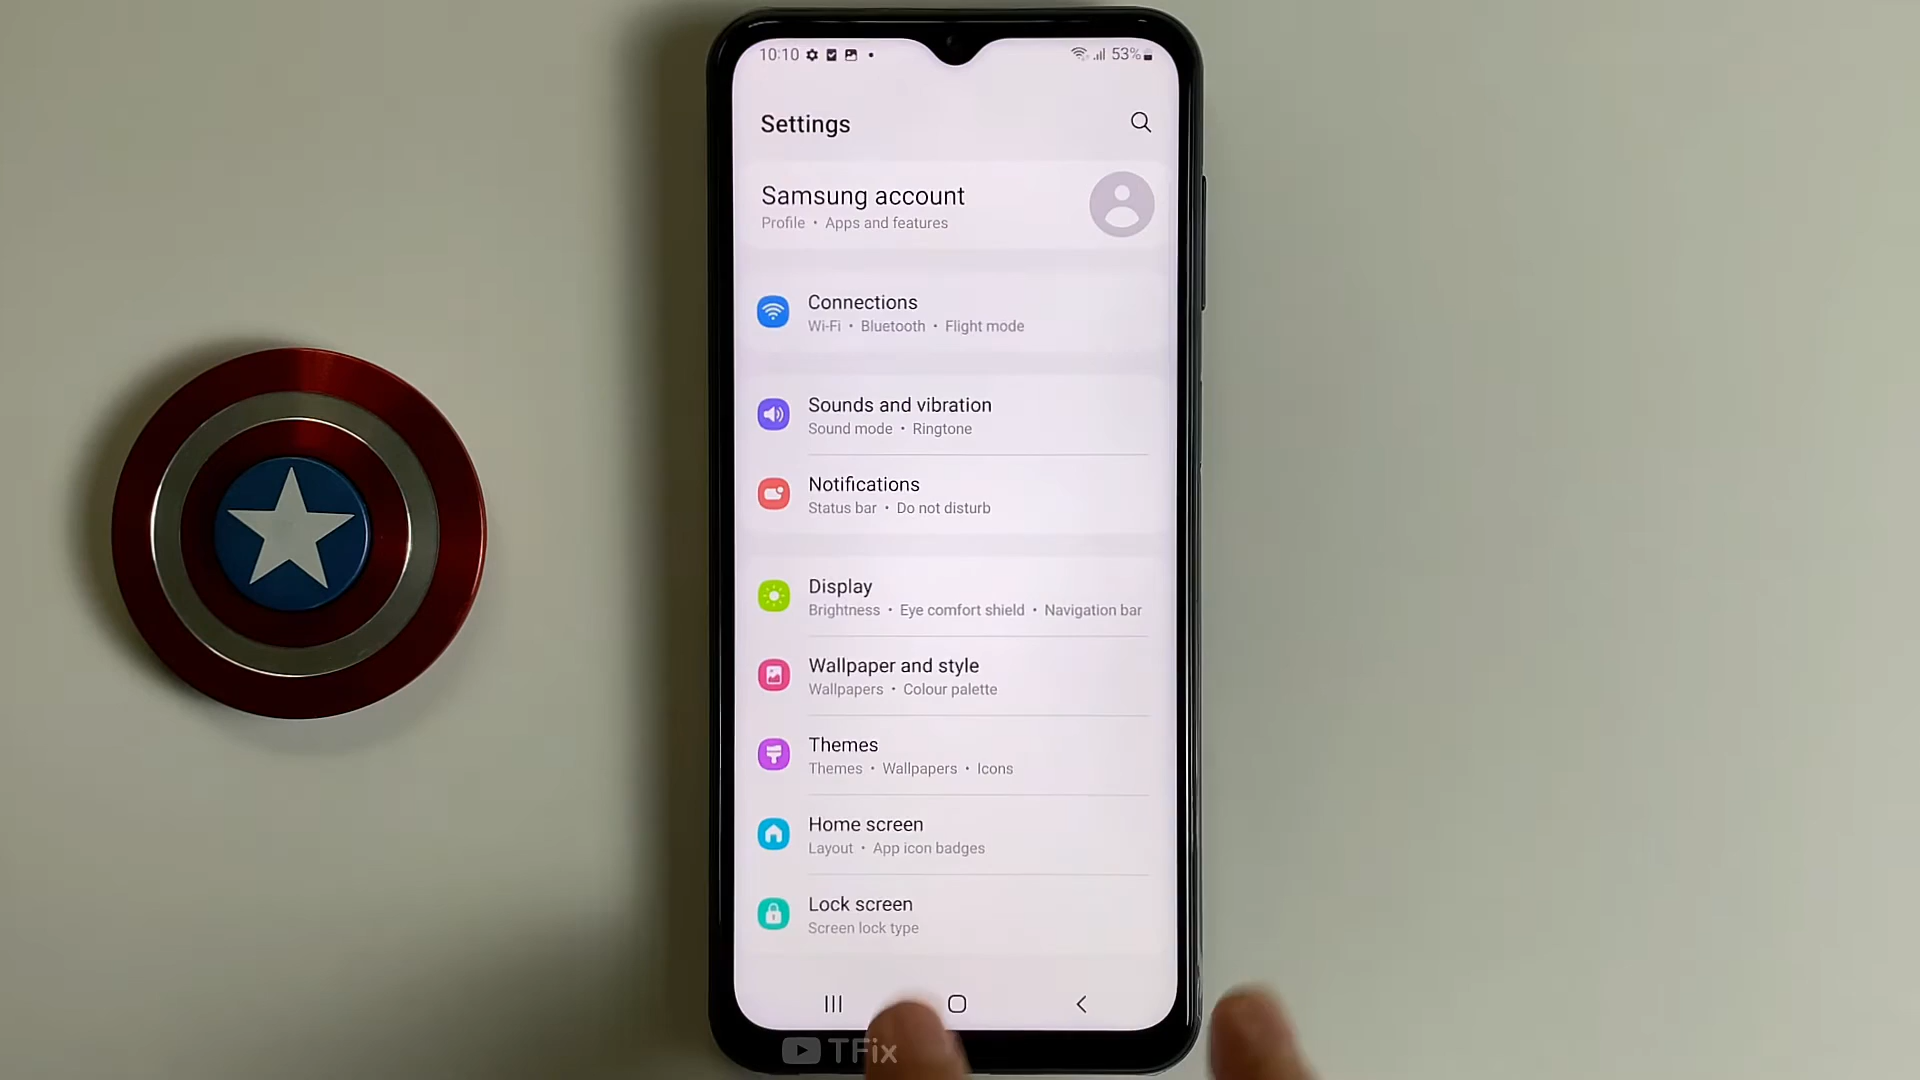 10:10
53%
Settings
Samsung account
Profile • Apps and features
Connections
Wi-Fi • Bluetooth • Flight mode
Sounds and vibration
Sound mode • Ringtone
Notifications
Status bar • Do not disturb
Display
Brightness • Eye comfort shield • Navigation bar
Wallpaper and style
Wallpapers • Colour palette
Themes
Themes • Wallpapers • Icons
Home screen
Layout • App icon badges
Lock screen
Screen lock type
TFix